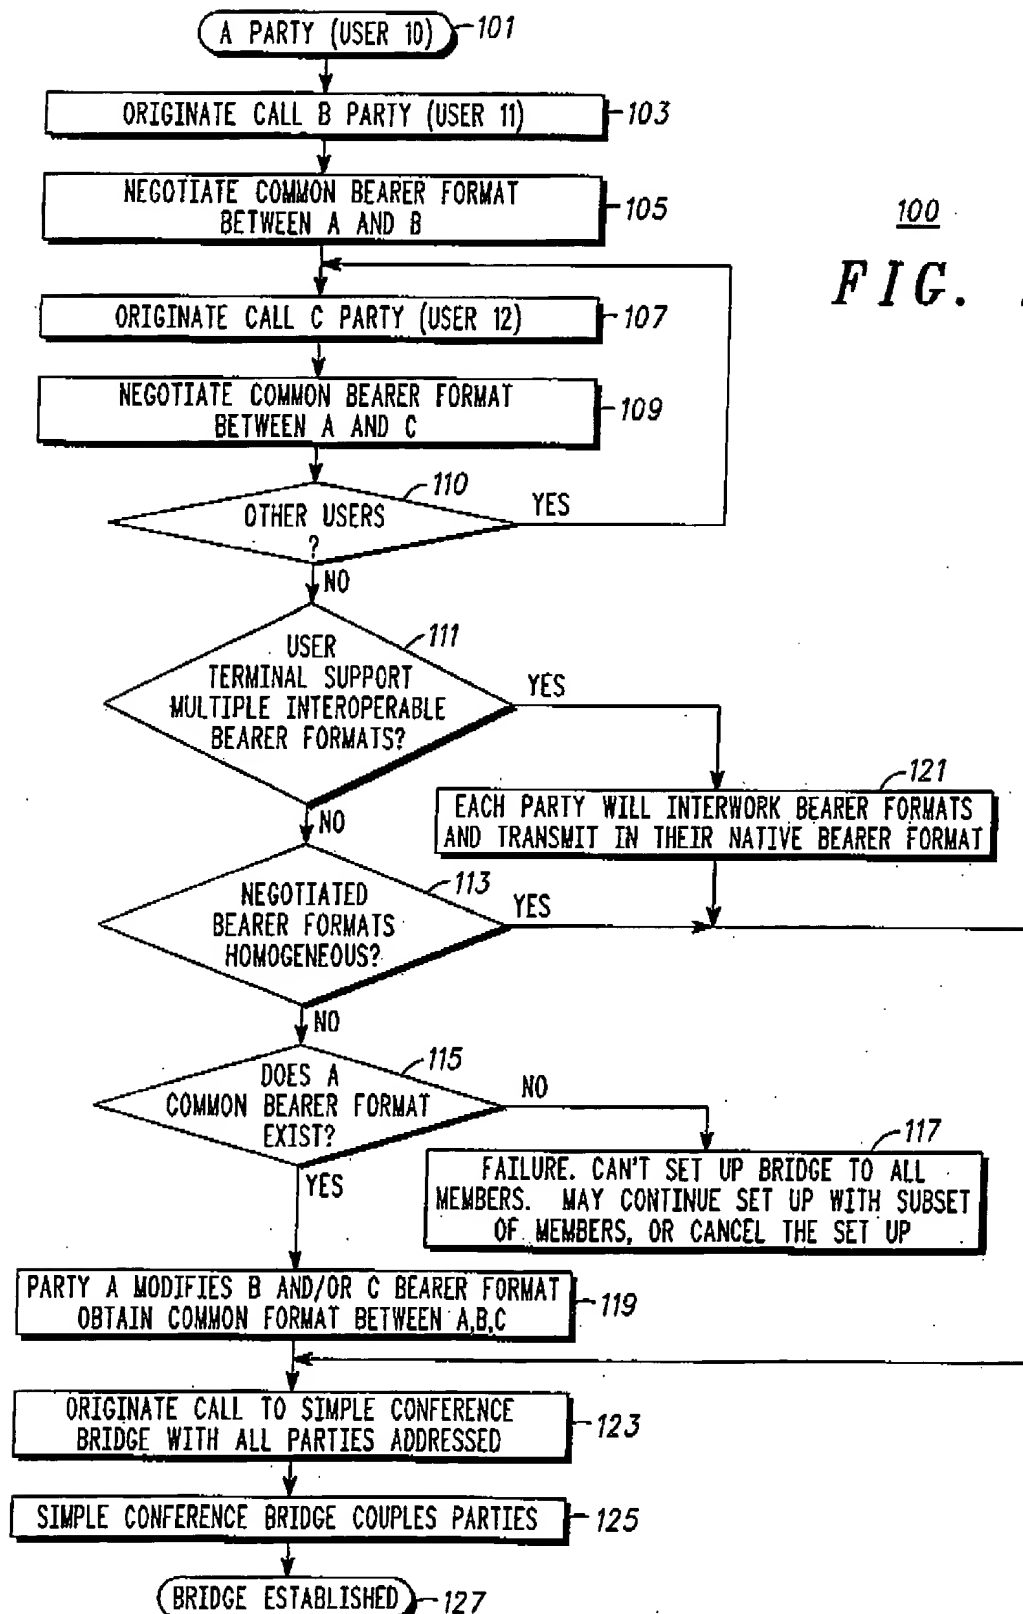 A PARTY (USER 10)
101
ORIGINATE CALL B PARTY (USER 11)
103
NEGOTIATE COMMON BEARER FORMAT
BETWEEN A AND B
105
100
FIG.
ORIGINATE CALL C PARTY (USER 12)
107
NEGOTIATE COMMON BEARER FORMAT
BETWEEN A AND C
109
110
OTHER USERS
?
YES
NO
111
USER
TERMINAL SUPPORT
MULTIPLE INTEROPERABLE
BEARER FORMATS?
YES
NO
121
EACH PARTY WILL INTERWORK BEARER FORMATS
AND TRANSMIT IN THEIR NATIVE BEARER FORMAT
113
NEGOTIATED
BEARER FORMATS
HOMOGENEOUS?
YES
NO
115
DOES A
COMMON BEARER FORMAT
EXIST?
NO
YES
117
FAILURE. CAN'T SET UP BRIDGE TO ALL
MEMBERS. MAY CONTINUE SET UP WITH SUBSET
OF MEMBERS, OR CANCEL THE SET UP
PARTY A MODIFIES B AND/OR C BEARER FORMAT
OBTAIN COMMON FORMAT BETWEEN A,B,C
119
ORIGINATE CALL TO SIMPLE CONFERENCE
BRIDGE WITH ALL PARTIES ADDRESSED
123
SIMPLE CONFERENCE BRIDGE COUPLES PARTIES
125
BRIDGE ESTABLISHED
127